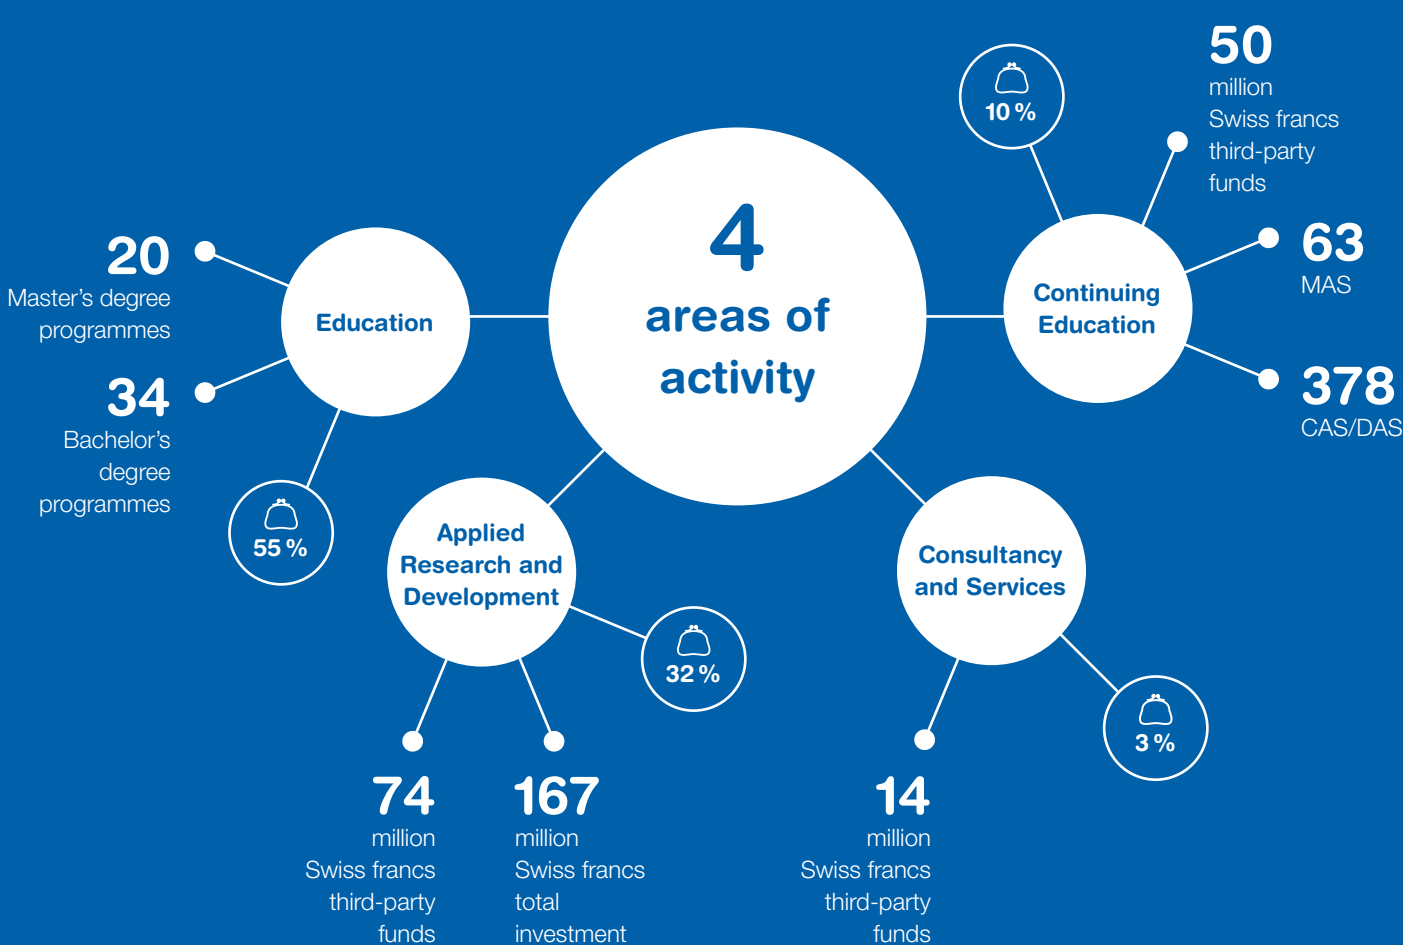 4
areas of
activity
Education
20
Master’s degree
programmes
34
Bachelor’s
degree
programmes
55 %
Applied
Research and
Development
32 %
74
million
Swiss francs
third-party
funds
167
million
Swiss francs
total
investment
Consultancy
and Services
3 %
14
million
Swiss francs
third-party
funds
Continuing
Education
10 %
50
million
Swiss francs
third-party
funds
63
MAS
378
CAS/DAS